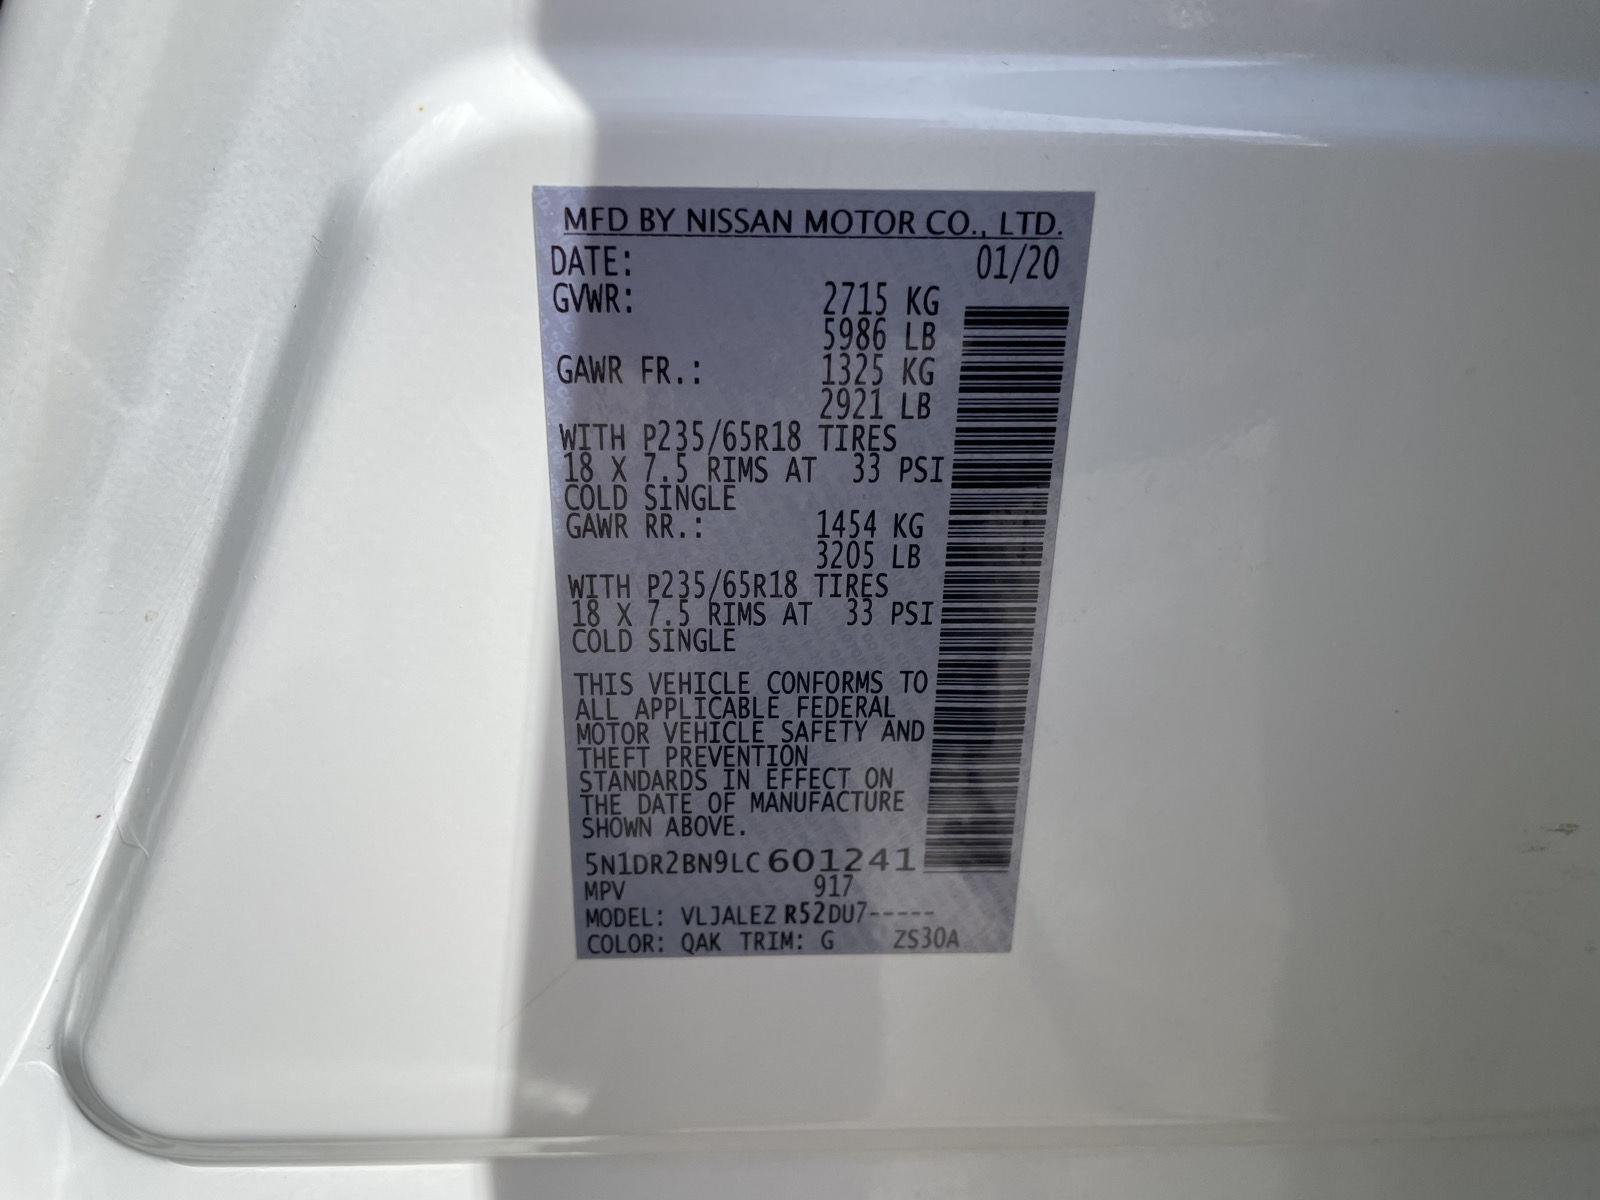 MFD BY NISSAN MOTOR CO., LTD.
DATE: 01/20
GVWR: 2715 KG
5986 LB
GAWR FR.: 1325 KG
2921 LB
WITH P235/65R18 TIRES
18 X 7.5 RIMS AT 33 PSI
COLD SINGLE
GAWR RR.: 1454 KG
3205 LB
WITH P235/65R18 TIRES
18 X 7.5 RIMS AT 33 PSI
COLD SINGLE
THIS VEHICLE CONFORMS TO
ALL APPLICABLE FEDERAL
MOTOR VEHICLE SAFETY AND
THEFT PREVENTION
STANDARDS IN EFFECT ON
THE DATE OF MANUFACTURE
SHOWN ABOVE.
5N1DR2BN9LC601241
MPV 917
MODEL: VLJALEZ R52DU7-----
COLOR: QAK TRIM: G ZS30A